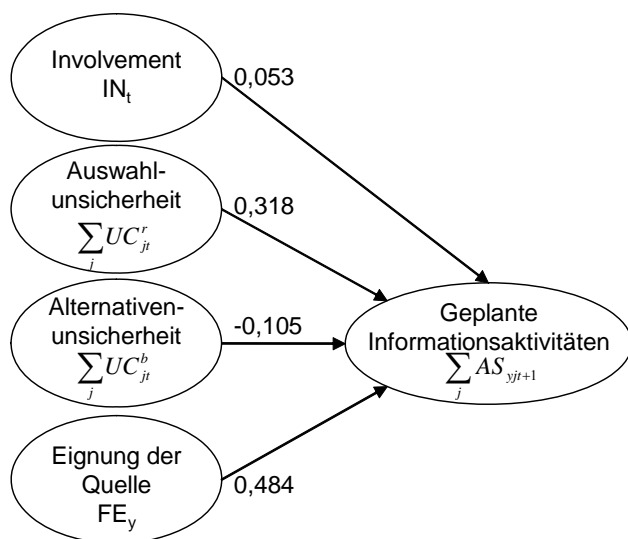 Involvement
IN_t
0,053
Auswahl-
unsicherheit
∑_j UC^r_jt
0,318
Alternativen-
unsicherheit
∑_j UC^b_jt
-0,105
Geplante
Informationsaktivitäten
∑_j AS_yjt+1
Eignung der
Quelle
FE_y
0,484